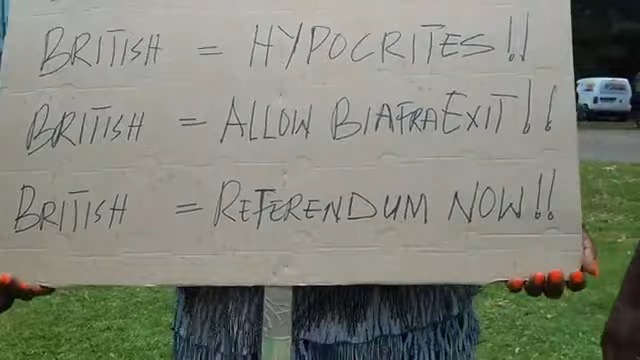 BRITISH = HYPOCRITES!!
BRITISH = ALLOW BIAFRAEXIT!!
BRITISH = REFERENDUM NOW!!